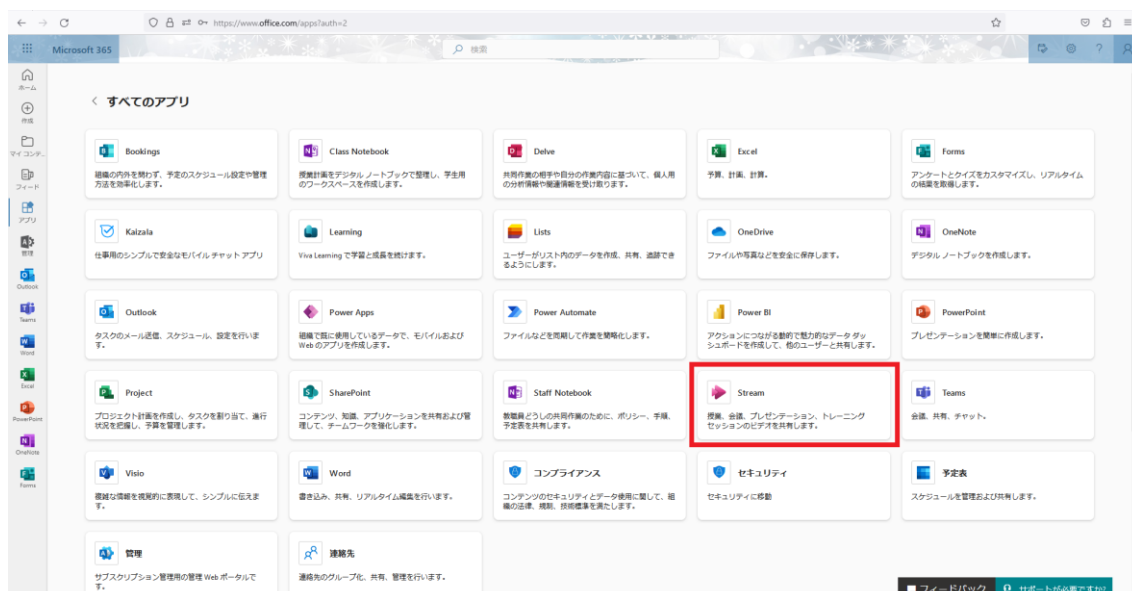 https://www.office.com/apps?auth=2
Microsoft 365
検索
ホーム
作成
マイ コンテ...
フィード
アプリ
管理
Outlook
Teams
Word
Excel
PowerPoint
OneNote
Forms
すべてのアプリ
Bookings
組織の内外を問わず、予定のスケジュール設定や管理
方法を効率化します。
Class Notebook
授業計画をデジタル ノートブックで整理し、学生用
のワークスペースを作成します。
Delve
共同作業の相手や自分の作業内容に基づいて、個人用
の分析情報や関連情報を受け取ります。
Excel
予算、計画、計算。
Forms
アンケートとクイズをカスタマイズし、リアルタイム
の結果を取得します。
Kaizala
仕事用のシンプルで安全なモバイル チャット アプリ
Learning
Viva Learning で学習と成長を続けます。
Lists
ユーザーがリスト内のデータを作成、共有、追跡でき
るようにします。
OneDrive
ファイルや写真などを安全に保存します。
OneNote
デジタル ノートブックを作成します。
Outlook
タスクのメール送信、スケジュール、設定を行いま
す。
Power Apps
組織で既に使用しているデータで、モバイルおよび
Web のアプリを作成します。
Power Automate
ファイルなどを同期して作業を簡略化します。
Power BI
アクションにつながる動的で魅力的なデータ ダッ
シュボードを作成して、他のユーザーと共有します。
PowerPoint
プレゼンテーションを簡単に作成します。
Project
プロジェクト計画を作成し、タスクを割り当て、進行
状況を把握し、予算を管理します。
SharePoint
コンテンツ、知識、アプリケーションを共有および管
理して、チームワークを強化します。
Staff Notebook
教職員どうしの共同作業のために、ポリシー、手順、
予定表を共有します。
Stream
授業、会議、プレゼンテーション、トレーニング
セッションのビデオを共有します。
Teams
会議、共有、チャット。
Visio
複雑な情報を視覚的に表現して、シンプルに伝えま
す。
Word
書き込み、共有、リアルタイム編集を行います。
コンプライアンス
コンテンツのセキュリティとデータ使用に関して、組
織の法律、規制、技術標準を満たします。
セキュリティ
セキュリティに移動
予定表
スケジュールを管理および共有します。
管理
サブスクリプション管理用の管理 Web ポータルで
す。
連絡先
連絡先のグループ化、共有、管理を行います。
フィードバック
サポートが必要ですか?